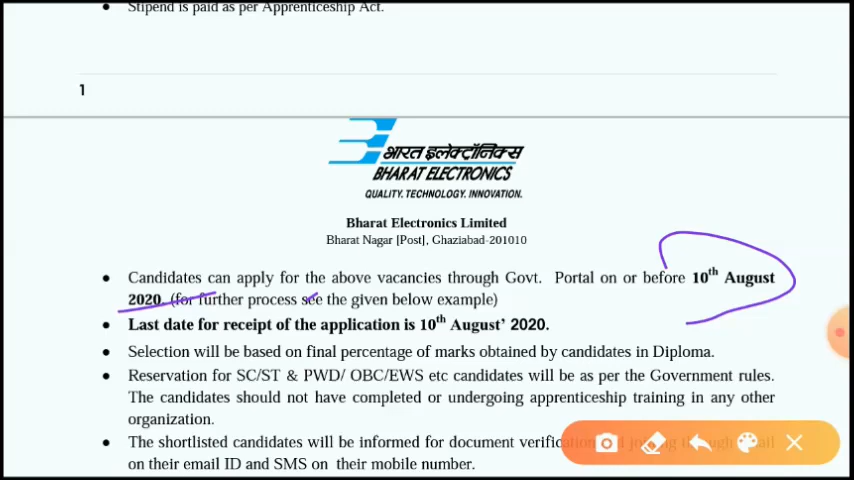 Stipend is paid as per Apprenticeship Act.
1
भारत इलेक्ट्रॉनिक्स
BHARAT ELECTRONICS
QUALITY. TECHNOLOGY. INNOVATION.
Bharat Electronics Limited
Bharat Nagar [Post], Ghaziabad-201010
• Candidates can apply for the above vacancies through Govt. Portal on or before 10th August
2020. (for further process see the given below example)
• Last date for receipt of the application is 10th August' 2020.
• Selection will be based on final percentage of marks obtained by candidates in Diploma.
• Reservation for SC/ST & PWD/ OBC/EWS etc candidates will be as per the Government rules.
The candidates should not have completed or undergoing apprenticeship training in any other
organization.
• The shortlisted candidates will be informed for document
on their email ID and SMS on their mobile number.